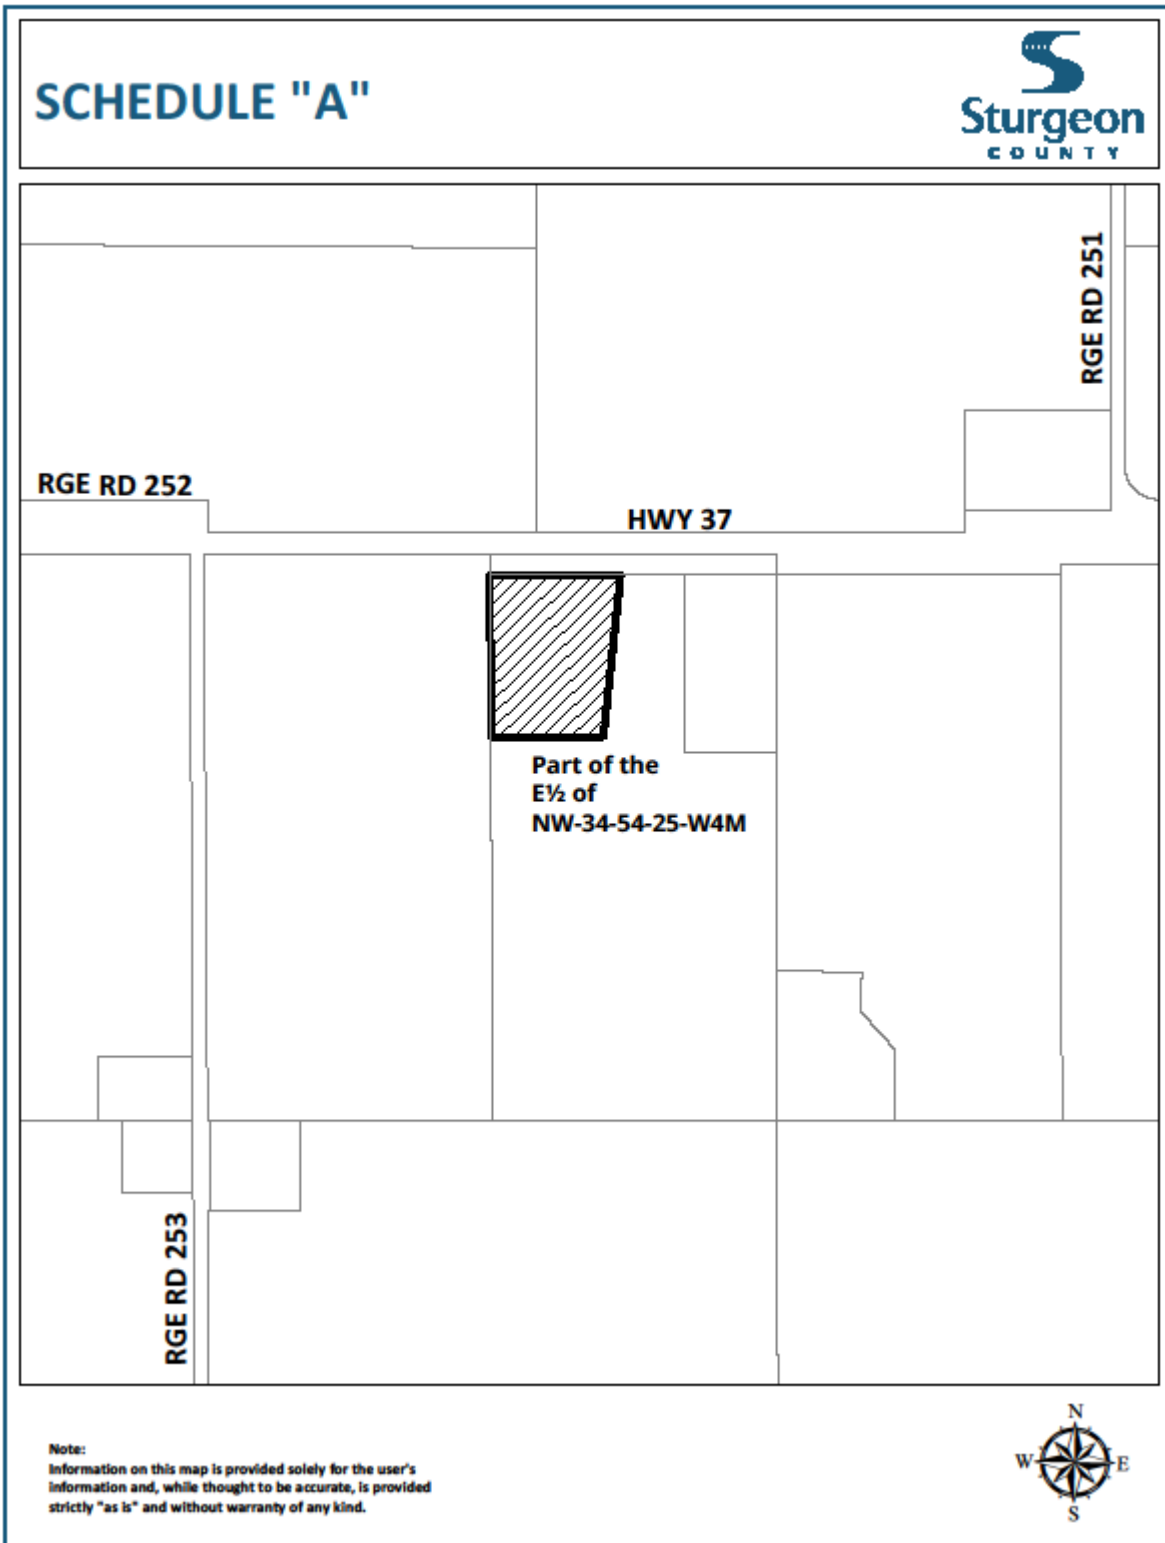 SCHEDULE "A"
Sturgeon
COUNTY
RGE RD 251
RGE RD 252
HWY 37
Part of the
E½ of
NW-34-54-25-W4M
RGE RD 253
Note:
Information on this map is provided solely for the user's
information and, while thought to be accurate, is provided
strictly "as is" and without warranty of any kind.
N
W E
S